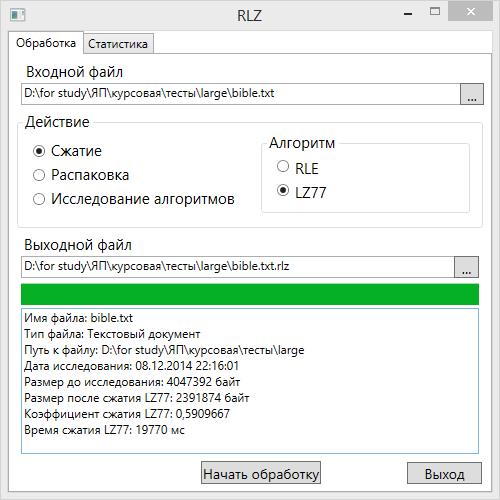 RLZ
Обработка
Статистика
Входной файл
D:\for study\ЯП\курсовая\тесты\large\bible.txt
...
Действие
Сжатие
Распаковка
Исследование алгоритмов
Алгоритм
RLE
LZ77
Выходной файл
D:\for study\ЯП\курсовая\тесты\large\bible.txt.rlz
...
Имя файла: bible.txt
Тип файла: Текстовый документ
Путь к файлу: D:\for study\ЯП\курсовая\тесты\large
Дата исследования: 08.12.2014 22:16:01
Размер до исследования: 4047392 байт
Размер после сжатия LZ77: 2391874 байт
Коэффициент сжатия LZ77: 0,5909667
Время сжатия LZ77: 19770 мс
Начать обработку
Выход